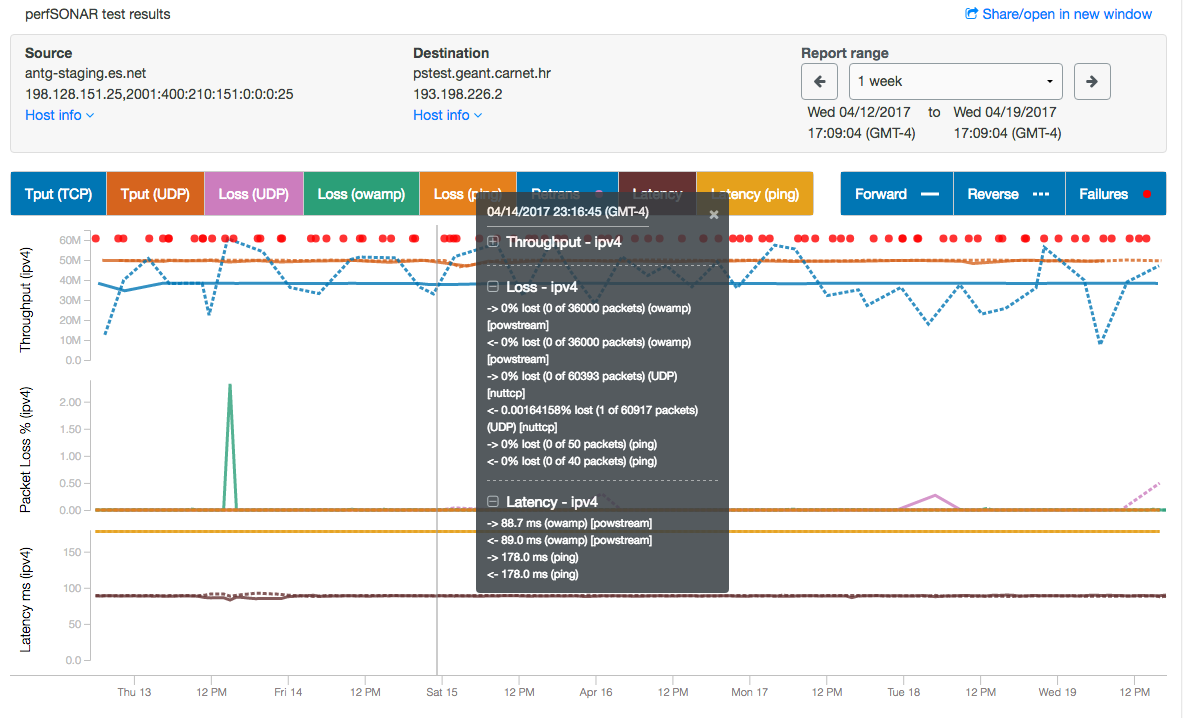 perfSONAR test results
Share/open in new window
Source
antg-staging.es.net
198.128.151.25,2001:400:210:151:0:0:0:25
Host info
Destination
pstest.geant.carnet.hr
193.198.226.2
Host info
Report range
1 week
Wed 04/12/2017 to Wed 04/19/2017
17:09:04 (GMT-4) 17:09:04 (GMT-4)
Tput (TCP) Tput (UDP) Loss (UDP) Loss (owamp) Loss (ping) Retrans Latency Latency (ping) Forward Reverse Failures
04/14/2017 23:16:45 (GMT-4)
Throughput - ipv4
Loss - ipv4
-> 0% lost (0 of 36000 packets) (owamp)
[powstream]
<- 0% lost (0 of 36000 packets) (owamp)
[powstream]
-> 0% lost (0 of 60393 packets) (UDP)
[nuttcp]
<- 0.00164158% lost (1 of 60917 packets)
(UDP) [nuttcp]
-> 0% lost (0 of 50 packets) (ping)
<- 0% lost (0 of 40 packets) (ping)
Latency - ipv4
-> 88.7 ms (owamp) [powstream]
<- 89.0 ms (owamp) [powstream]
-> 178.0 ms (ping)
<- 178.0 ms (ping)
Throughput (ipv4)
60M
50M
40M
30M
20M
10M
0.0
Packet Loss % (ipv4)
2.00
1.50
1.00
0.50
0.00
Latency ms (ipv4)
150
100
50
0.0
Thu 13 12 PM Fri 14 12 PM Sat 15 12 PM Apr 16 12 PM Mon 17 12 PM Tue 18 12 PM Wed 19 12 PM